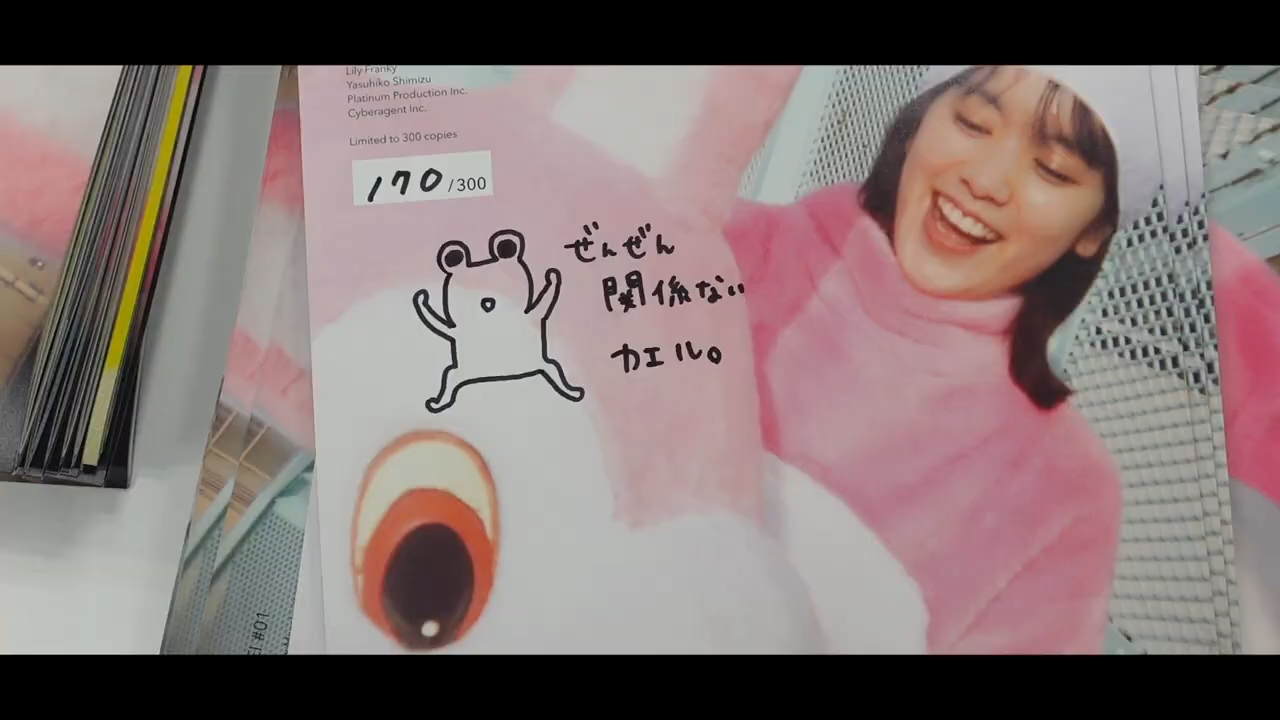 Lily Franky
Yasuhiko Shimizu
Platinum Production Inc.
Cyberagent Inc.
Limited to 300 copies
170/300
ぜんぜん
関係ない
カエル。
#01